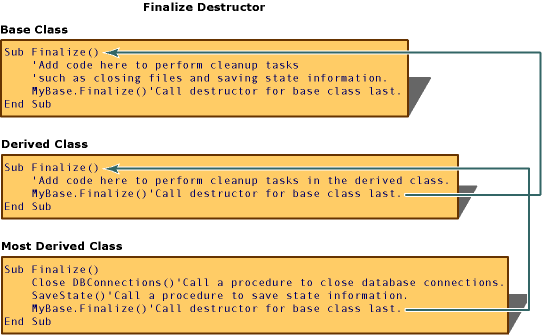 Finalize Destructor
Base Class
Sub Finalize()
'Add code here to perform cleanup tasks
'such as closing files and saving state information.
MyBase.Finalize()'Call destructor for base class last.
End Sub
Derived Class
Sub Finalize()
'Add code here to perform cleanup tasks in the derived class.
MyBase.Finalize()'Call destructor for base class last.
End Sub
Most Derived Class
Sub Finalize()
Close DBConnections()'Call a procedure to close database connections.
SaveState()'Call a procedure to save state information.
MyBase.Finalize()'Call destructor for base class last.
End Sub